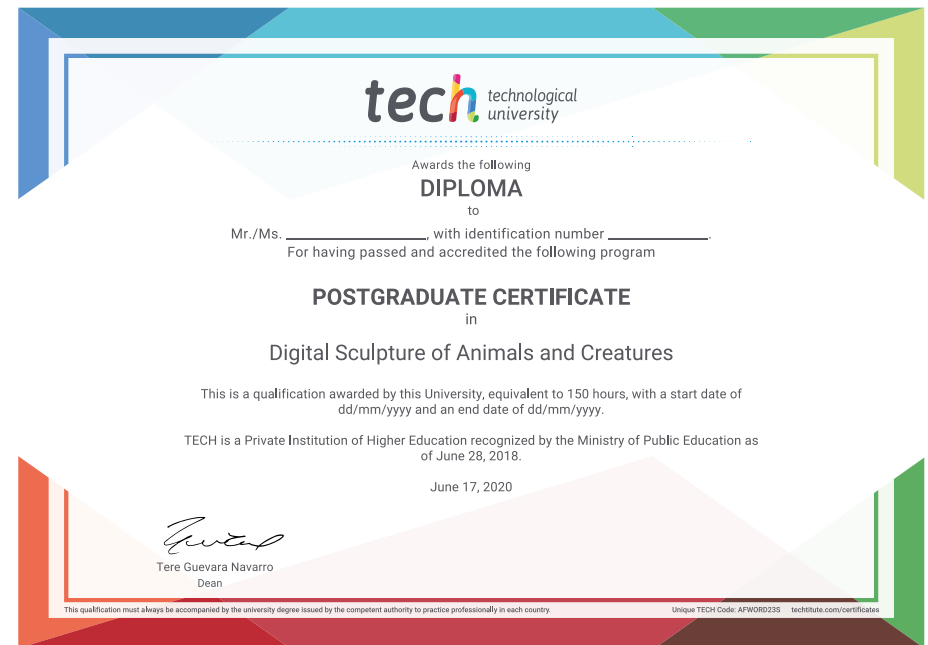 tech technological
university
Awards the following
DIPLOMA
to
Mr./Ms. ____________________, with identification number ______________.
For having passed and accredited the following program
POSTGRADUATE CERTIFICATE
in
Digital Sculpture of Animals and Creatures
This is a qualification awarded by this University, equivalent to 150 hours, with a start date of
dd/mm/yyyy and an end date of dd/mm/yyyy.
TECH is a Private Institution of Higher Education recognized by the Ministry of Public Education as
of June 28, 2018.
June 17, 2020
Tere Guevara Navarro
Dean
This qualification must always be accompanied by the university degree issued by the competent authority to practice professionally in each country.
Unique TECH Code: AFWORD23S techtitute.com/certificates